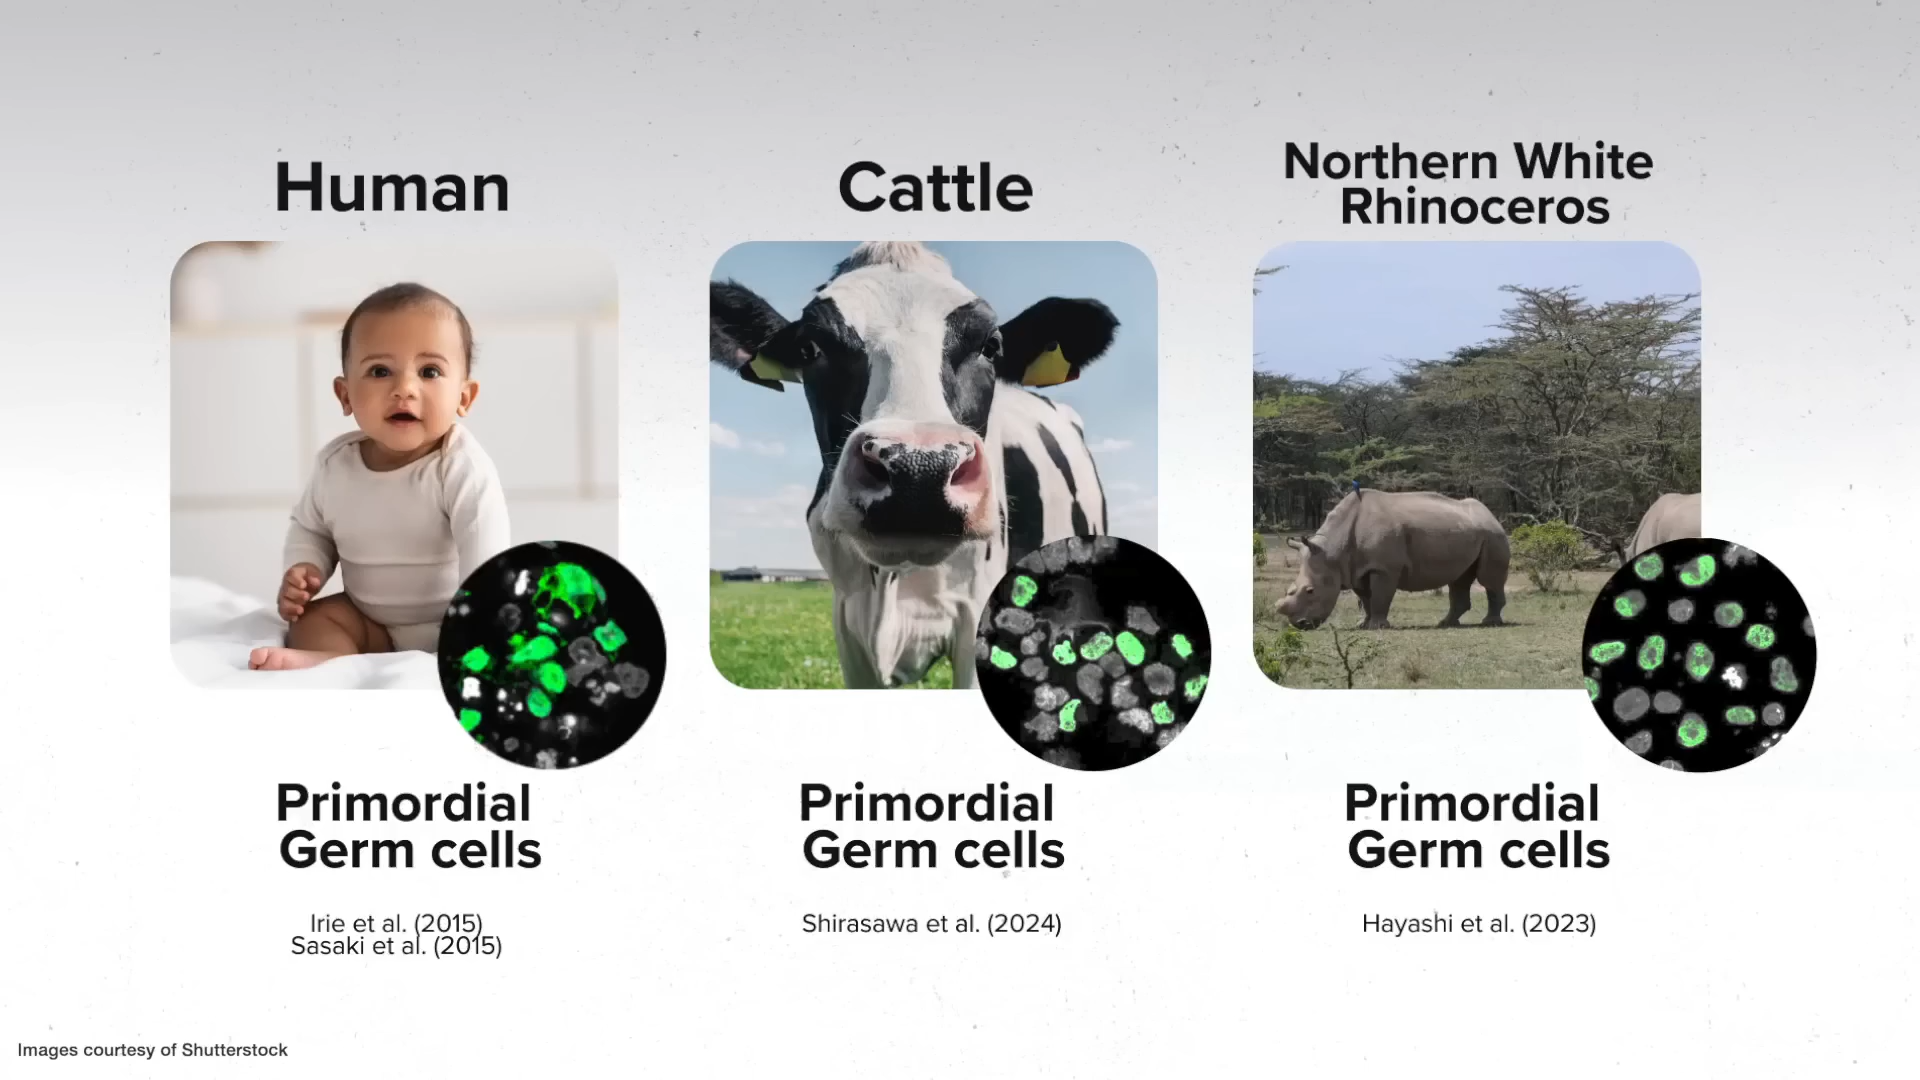 Human
Cattle
Northern White
Rhinoceros
Primordial
Germ cells
Primordial
Germ cells
Primordial
Germ cells
Irie et al. (2015)
Sasaki et al. (2015)
Shirasawa et al. (2024)
Hayashi et al. (2023)
Images courtesy of Shutterstock